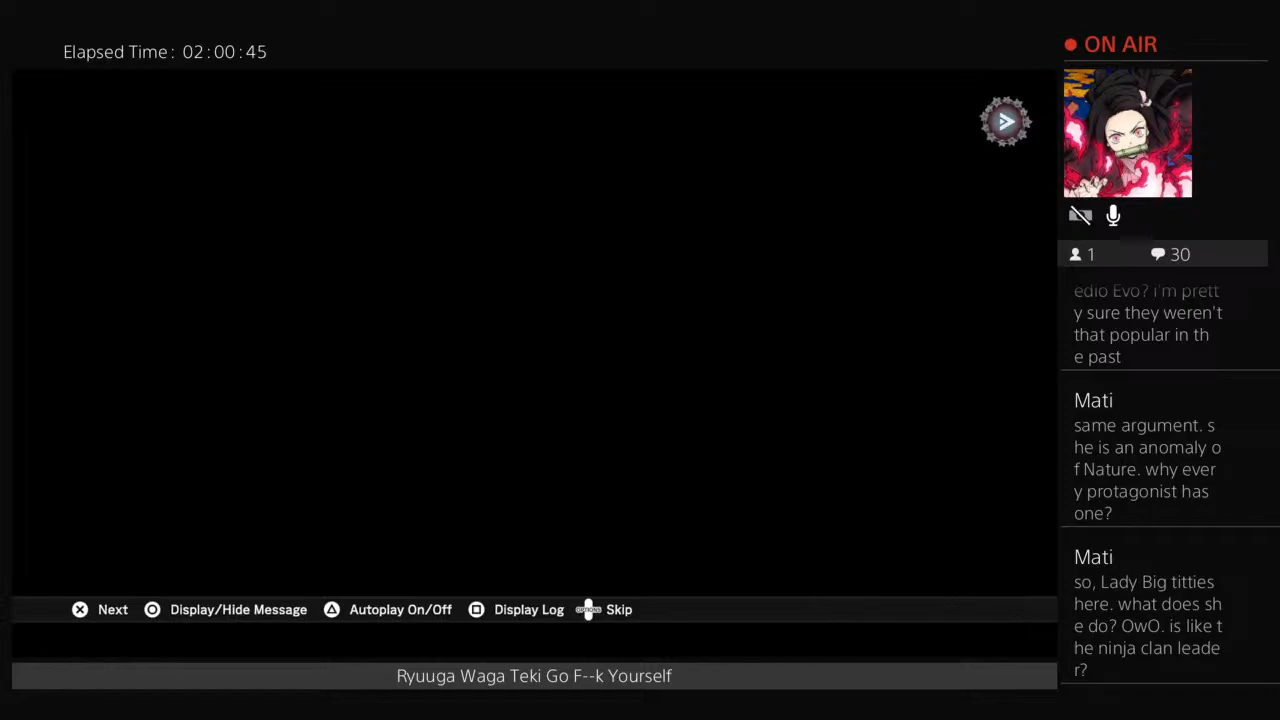 Elapsed Time: 02:00:45
ON AIR
1 30
edio Evo? i'm prett
y sure they weren't
that popular in th
e past
Mati
same argument. s
he is an anomaly o
f Nature. why ever
y protagonist has
one?
Mati
so, Lady Big titties
here. what does sh
e do? OwO. is like t
he ninja clan leade
r?
Next Display/Hide Message Autoplay On/Off Display Log OPTIONS Skip
Ryuuga Waga Teki Go F--k Yourself